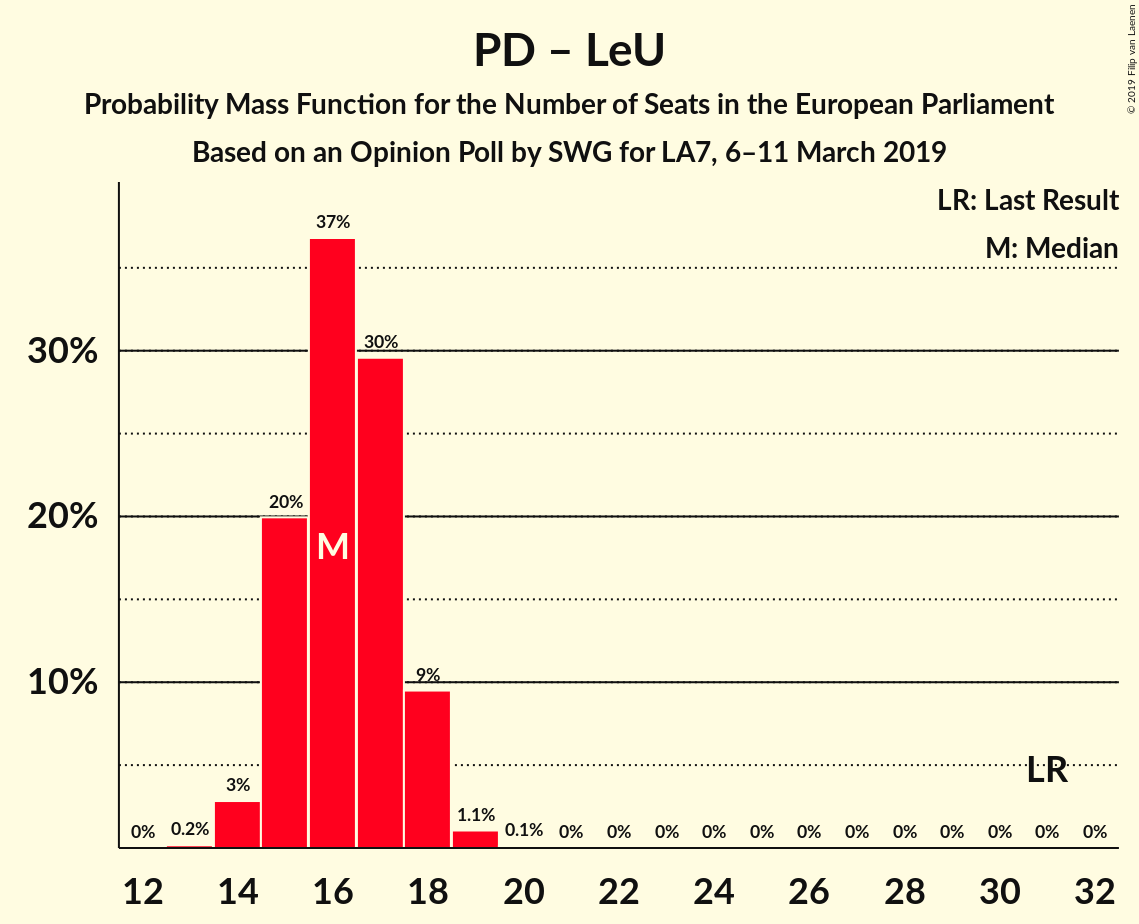 PD – LeU
Probability Mass Function for the Number of Seats in the European Parliament
Based on an Opinion Poll by SWG for LA7, 6–11 March 2019
© 2019 Filip van Laenen
LR: Last Result
M: Median
37%
30%
30%
20%
20%
M
10%
9%
LR
3%
0% 0.2% 1.1% 0.1% 0% 0% 0% 0% 0% 0% 0% 0% 0% 0% 0% 0%
12 14 16 18 20 22 24 26 28 30 32